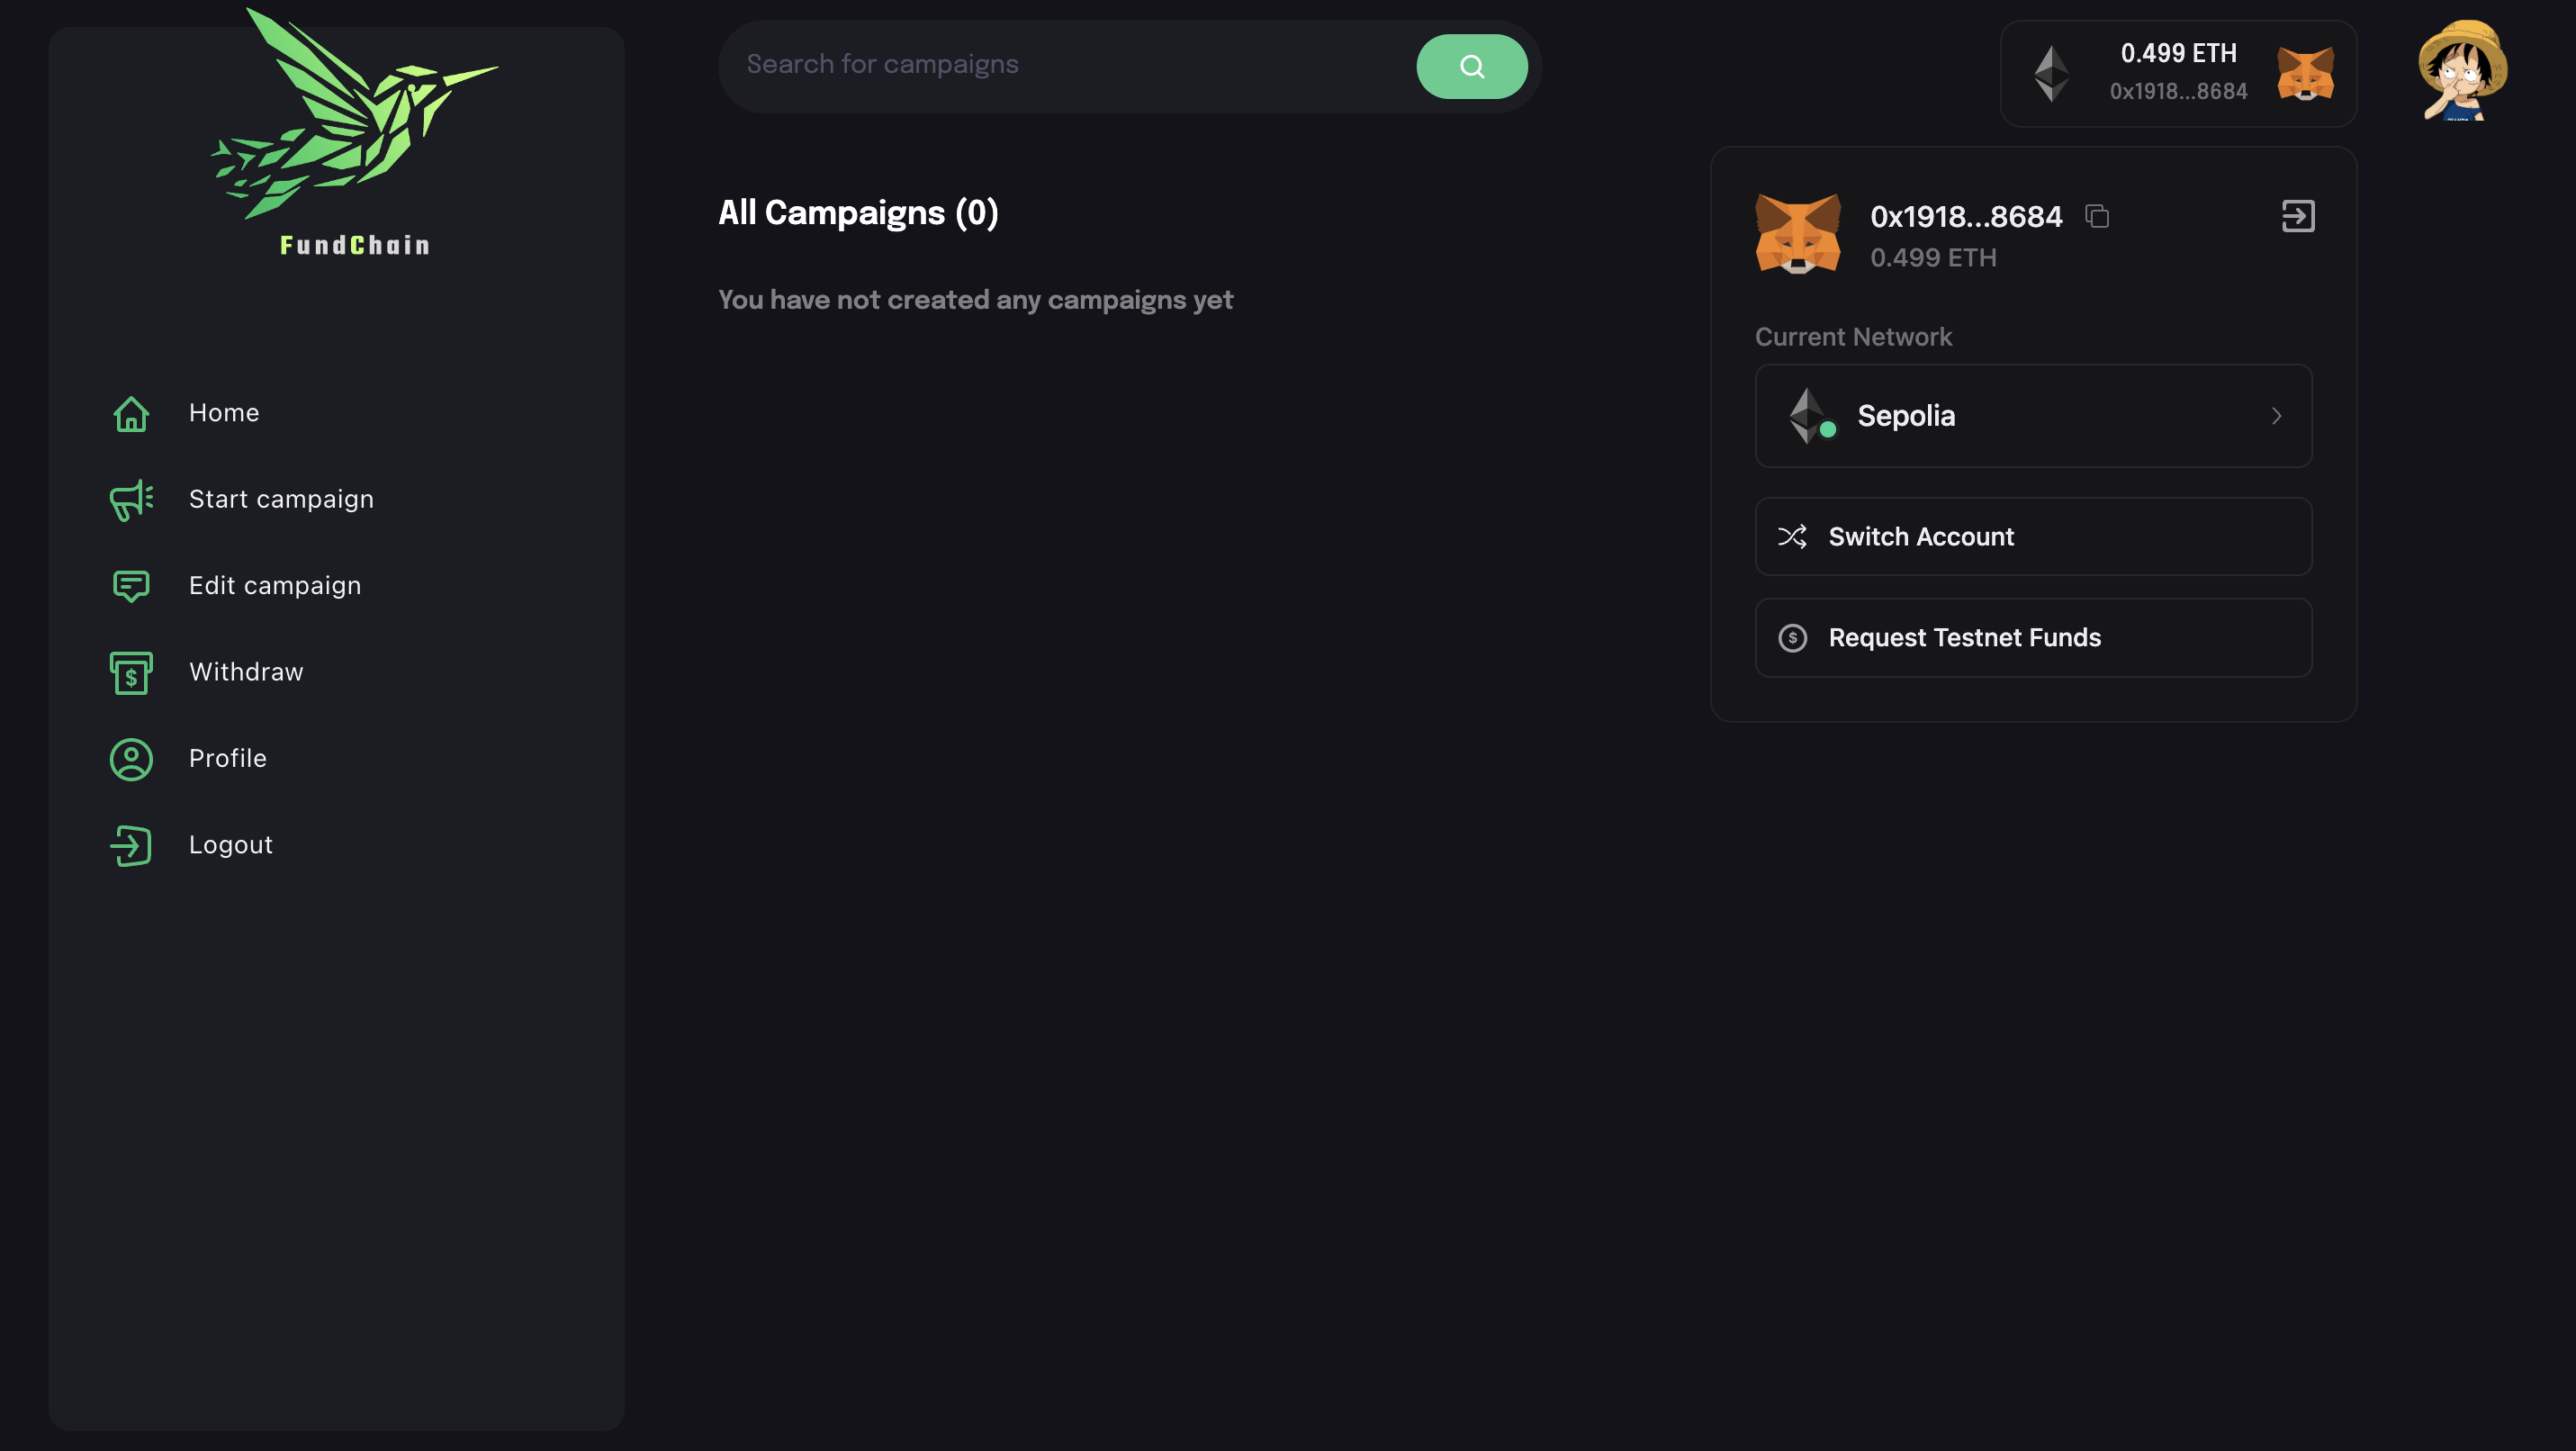 FundChain
Home
Start campaign
Edit campaign
Withdraw
Profile
Logout
Search for campaigns
All Campaigns (0)
You have not created any campaigns yet
0.499 ETH
0x1918...8684
0x1918...8684
0.499 ETH
Current Network
Sepolia
Switch Account
Request Testnet Funds